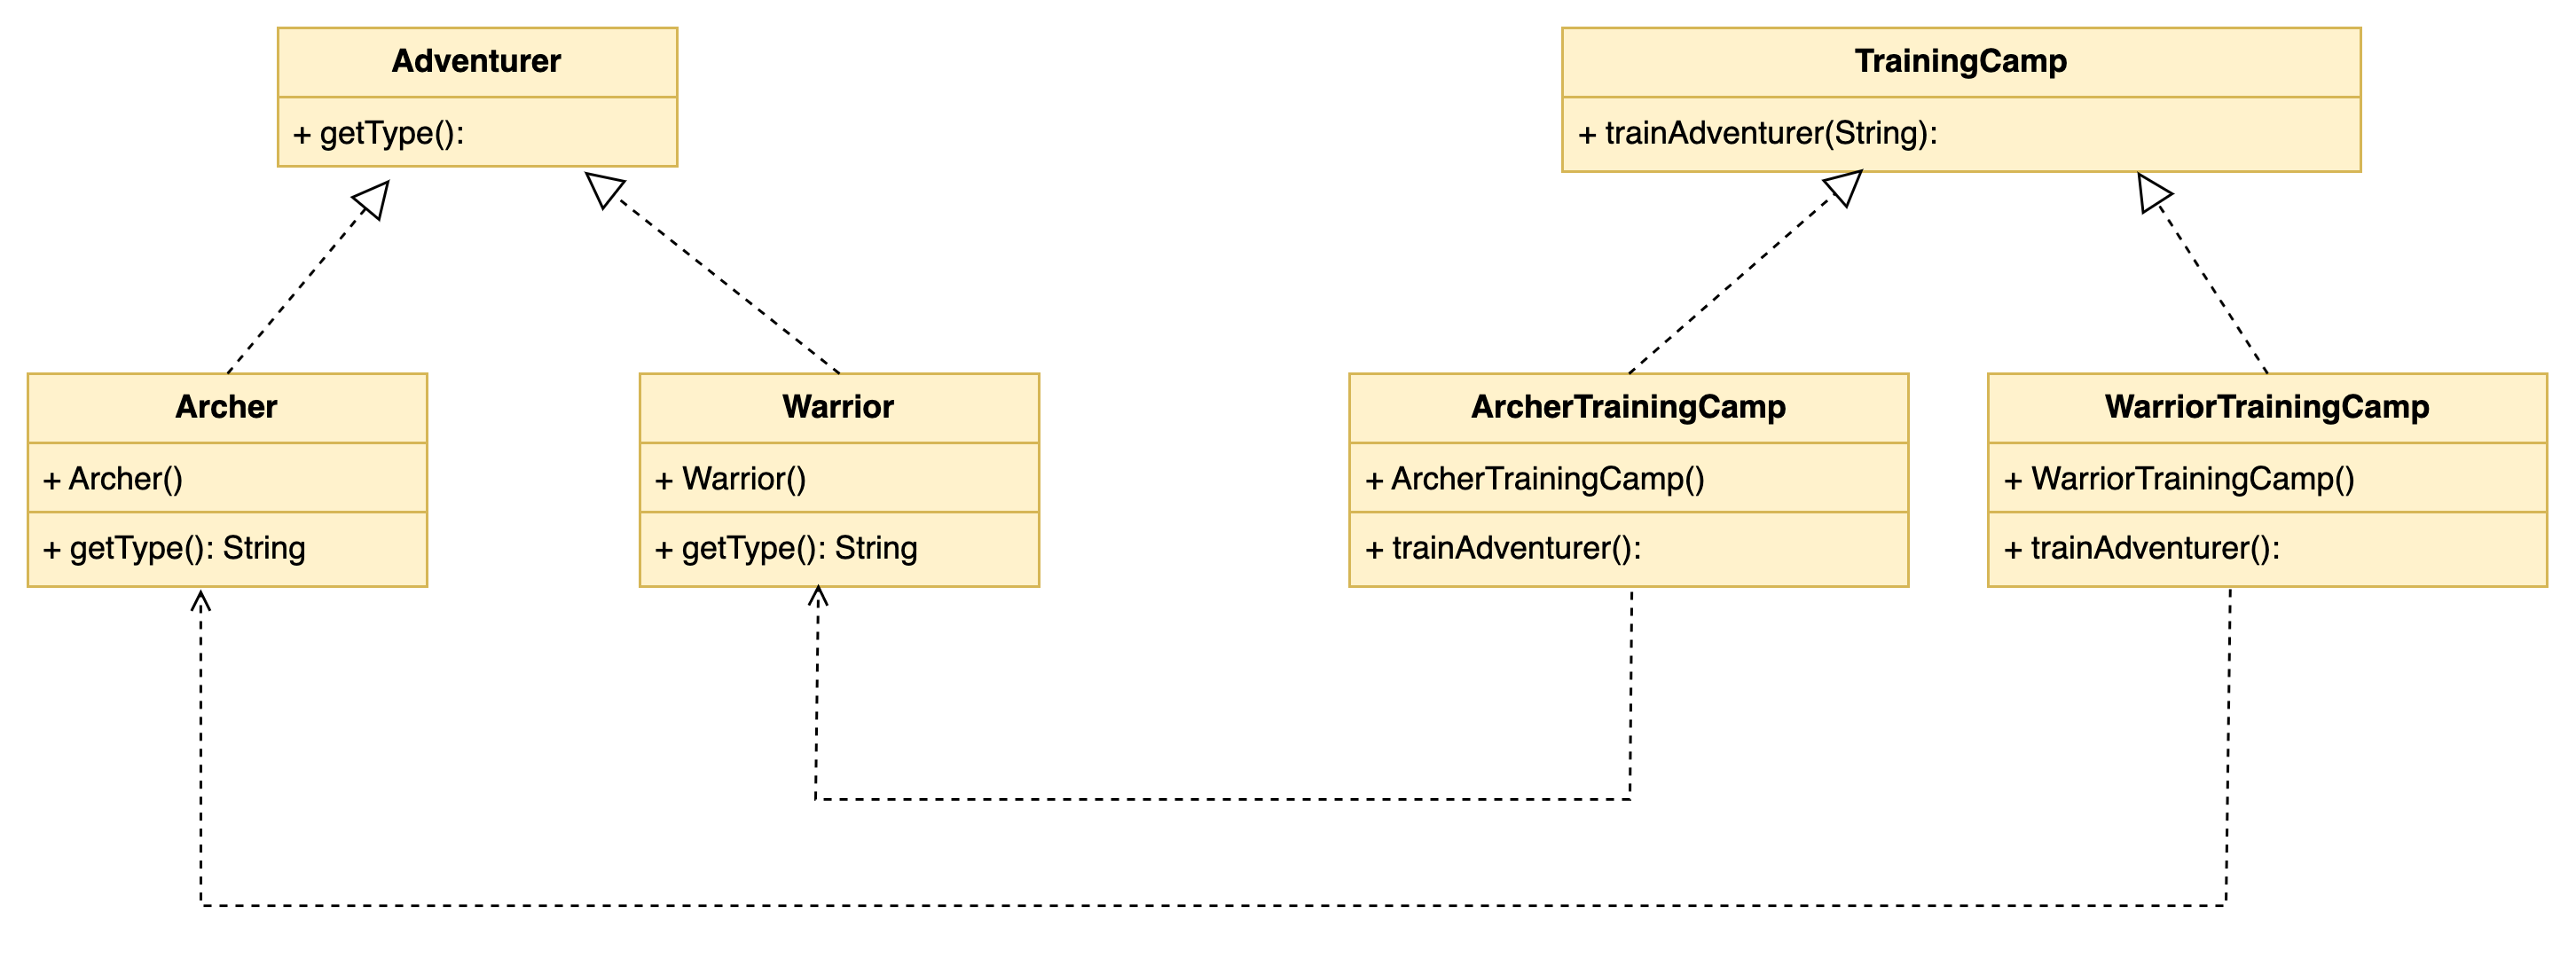 Adventurer
+ getType():
TrainingCamp
+ trainAdventurer(String):
Archer
+ Archer()
+ getType(): String
Warrior
+ Warrior()
+ getType(): String
ArcherTrainingCamp
+ ArcherTrainingCamp()
+ trainAdventurer():
WarriorTrainingCamp
+ WarriorTrainingCamp()
+ trainAdventurer():